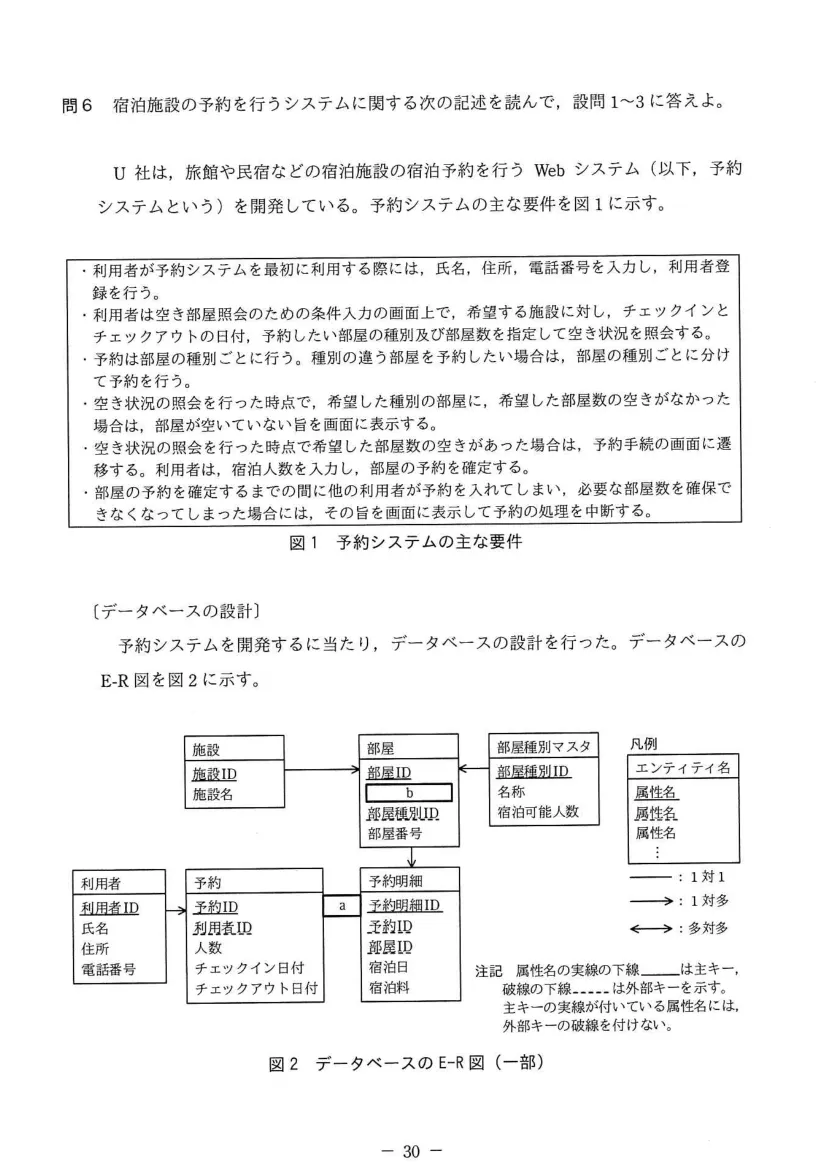 問6 宿泊施設の予約を行うシステムに関する次の記述を読んで，設問1〜3に答えよ。
U 社は，旅館や民宿などの宿泊施設の宿泊予約を行う Web システム（以下，予約
システムという）を開発している。予約システムの主な要件を図1に示す。
・利用者が予約システムを最初に利用する際には，氏名，住所，電話番号を入力し，利用者登
録を行う。
・利用者は空き部屋照会のための条件入力の画面上で，希望する施設に対し，チェックインと
チェックアウトの日付，予約したい部屋の種別及び部屋数を指定して空き状況を照会する。
・予約は部屋の種別ごとに行う。種別の違う部屋を予約したい場合は，部屋の種別ごとに分け
て予約を行う。
・空き状況の照会を行った時点で，希望した種別の部屋に，希望した部屋数の空きがなかった
場合は，部屋が空いていない旨を画面に表示する。
・空き状況の照会を行った時点で希望した部屋数の空きがあった場合は，予約手続の画面に遷
移する。利用者は，宿泊人数を入力し，部屋の予約を確定する。
・部屋の予約を確定するまでの間に他の利用者が予約を入れてしまい，必要な部屋数を確保で
きなくなってしまった場合には，その旨を画面に表示して予約の処理を中断する。
図1 予約システムの主な要件
〔データベースの設計〕
予約システムを開発するに当たり，データベースの設計を行った。データベースの
E-R 図を図2に示す。
施設
施設ID
施設名
部屋
部屋ID
b
部屋種別ID
部屋番号
部屋種別マスタ
部屋種別ID
名称
宿泊可能人数
凡例
エンティティ名
属性名
属性名
属性名
⋮
：1対1
：1対多
：多対多
利用者
利用者ID
氏名
住所
電話番号
予約
予約ID
利用者ID
人数
チェックイン日付
チェックアウト日付
a
予約明細
予約明細ID
予約ID
部屋ID
宿泊日
宿泊料
注記 属性名の実線の下線____は主キー，
破線の下線-----は外部キーを示す。
主キーの実線が付いている属性名には，
外部キーの破線を付けない。
図2 データベースの E-R 図（一部）
− 30 −